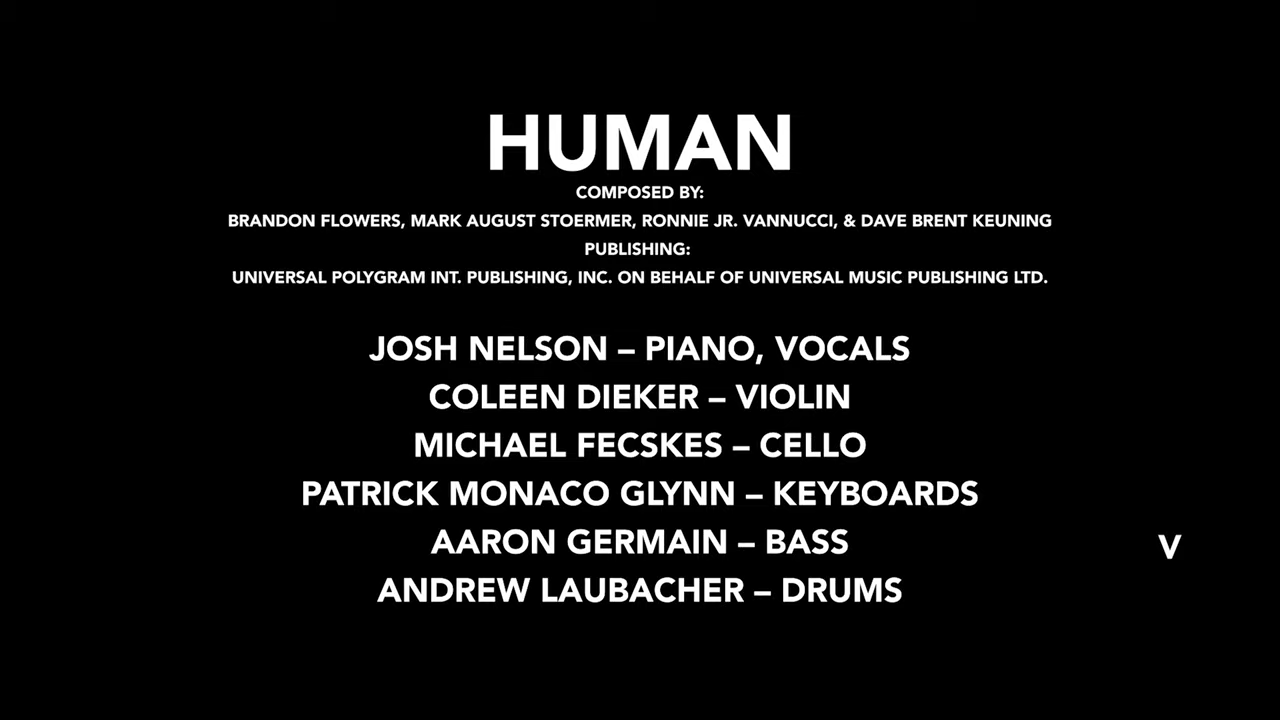 HUMAN
COMPOSED BY:
BRANDON FLOWERS, MARK AUGUST STOERMER, RONNIE JR. VANNUCCI, & DAVE BRENT KEUNING
PUBLISHING:
UNIVERSAL POLYGRAM INT. PUBLISHING, INC. ON BEHALF OF UNIVERSAL MUSIC PUBLISHING LTD.
JOSH NELSON – PIANO, VOCALS
COLEEN DIEKER – VIOLIN
MICHAEL FECSKES – CELLO
PATRICK MONACO GLYNN – KEYBOARDS
AARON GERMAIN – BASS
V
ANDREW LAUBACHER – DRUMS